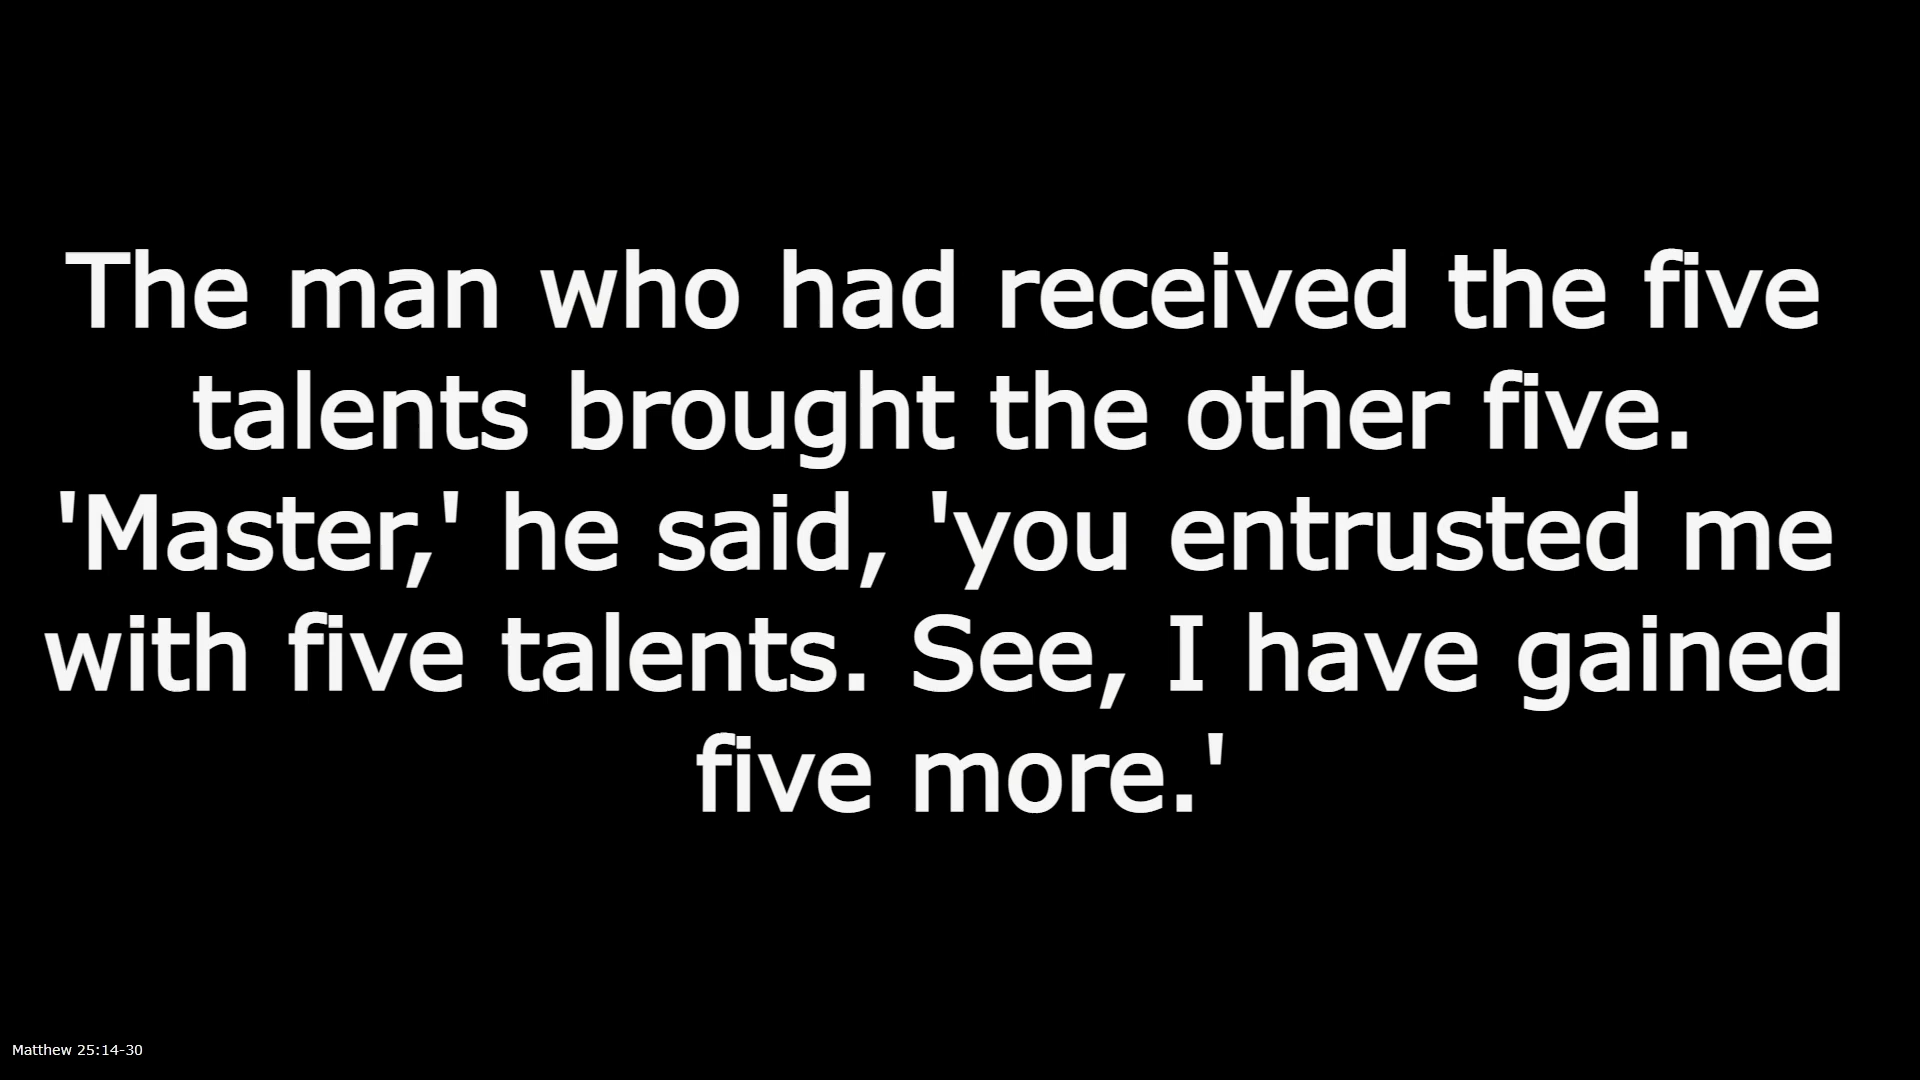 The man who had received the five
talents brought the other five.
'Master,' he said, 'you entrusted me
with five talents. See, I have gained
five more.'
Matthew 25:14-30